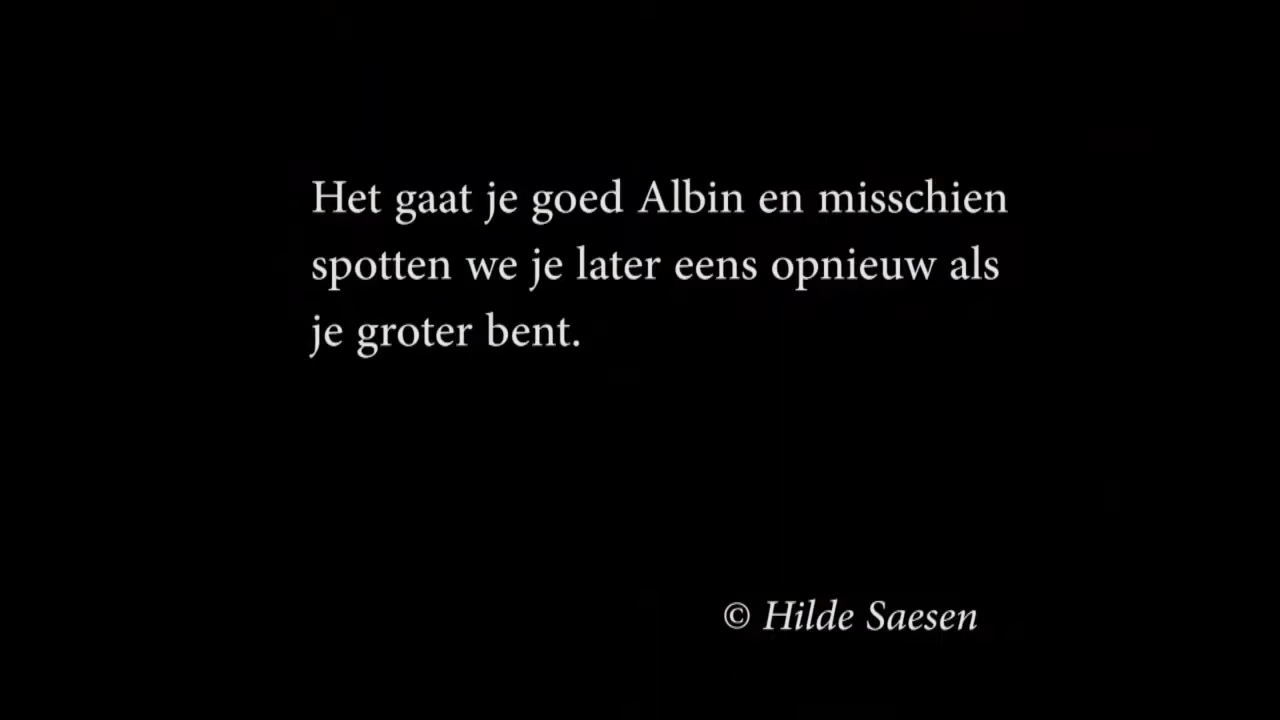 Het gaat je goed Albin en misschien
spotten we je later eens opnieuw als
je groter bent.
© Hilde Saesen